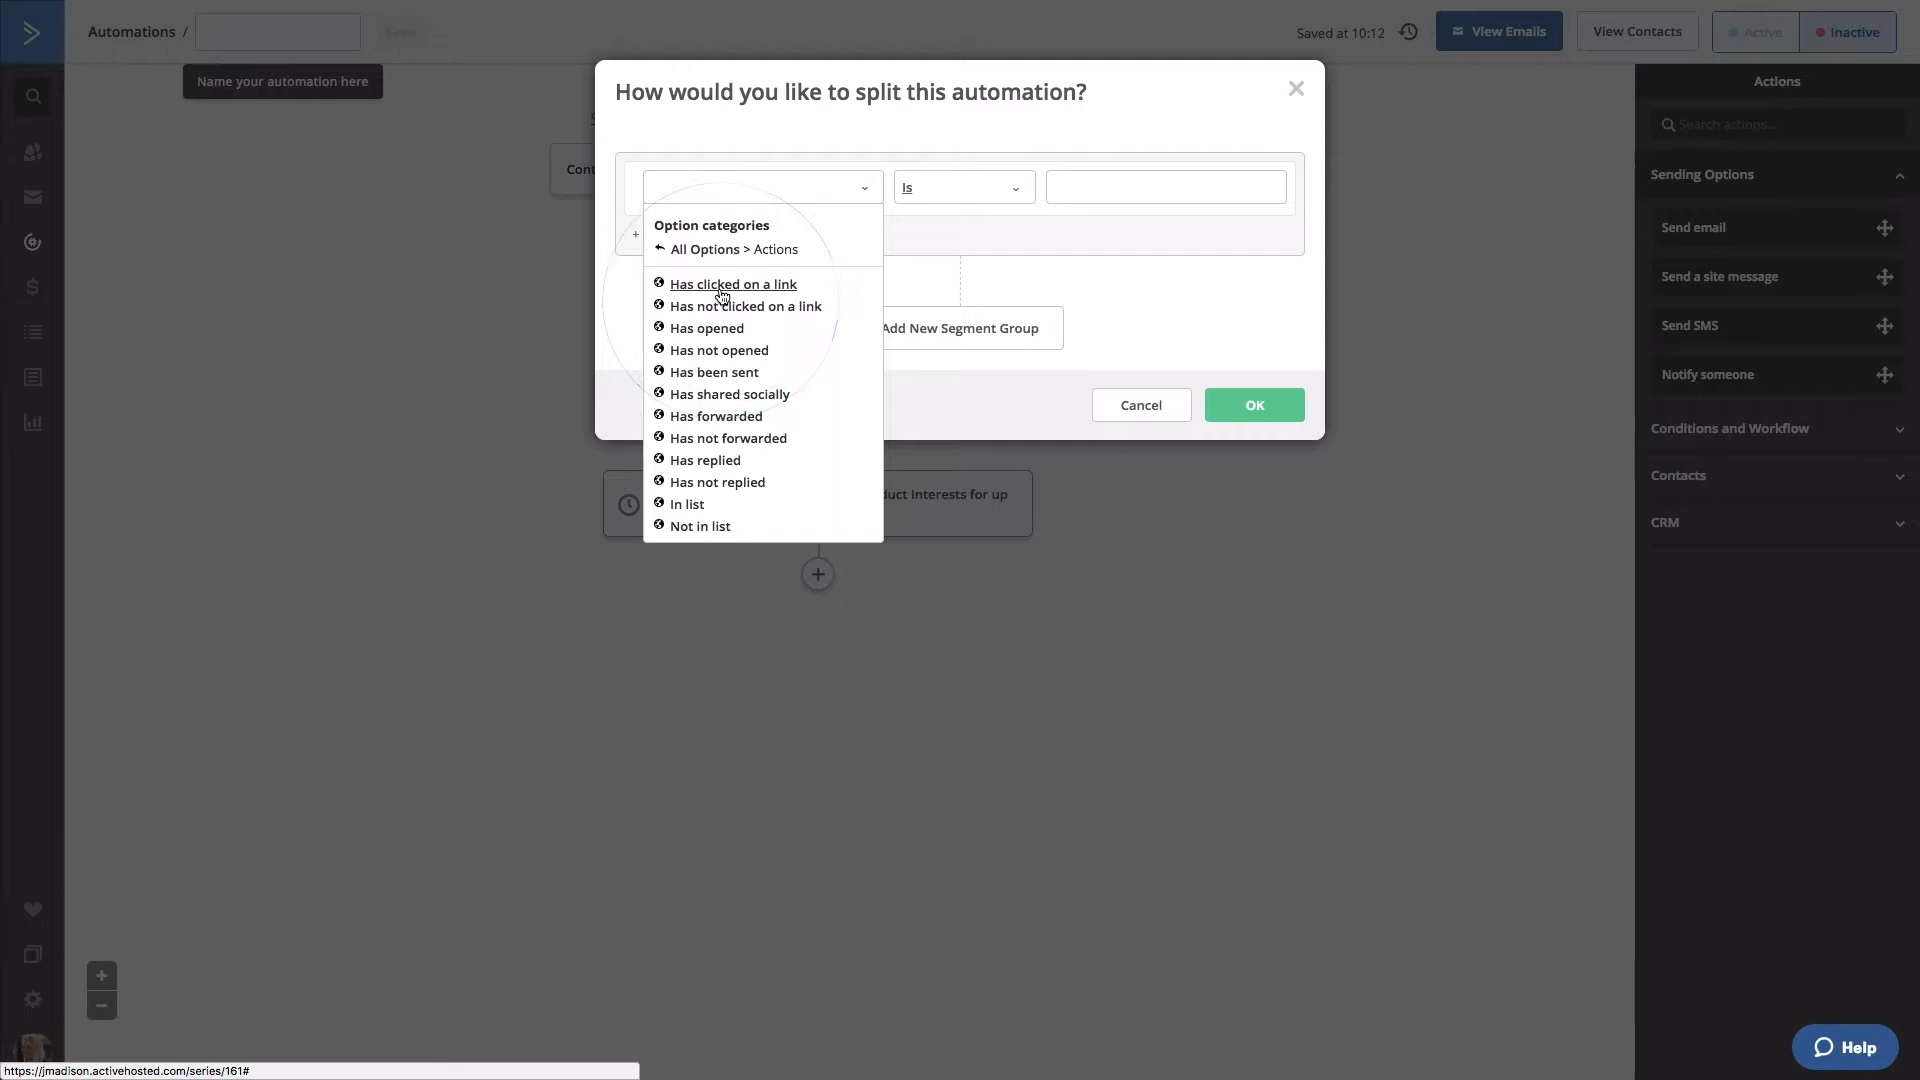 Automations /
Save
Saved at 10:12
View Emails
View Contacts
Active
Inactive
Name your automation here
How would you like to split this automation?
Cont
Is
Option categories
All Options > Actions
Has clicked on a link
Has not clicked on a link
Has opened
Has not opened
Has been sent
Has shared socially
Has forwarded
Has not forwarded
Has replied
Has not replied
In list
Not in list
+
Add New Segment Group
Cancel
OK
duct Interests for up
+
Actions
Search actions...
Sending Options
Send email
Send a site message
Send SMS
Notify someone
Conditions and Workflow
Contacts
CRM
+
−
Help
https://jmadison.activehosted.com/series/161#